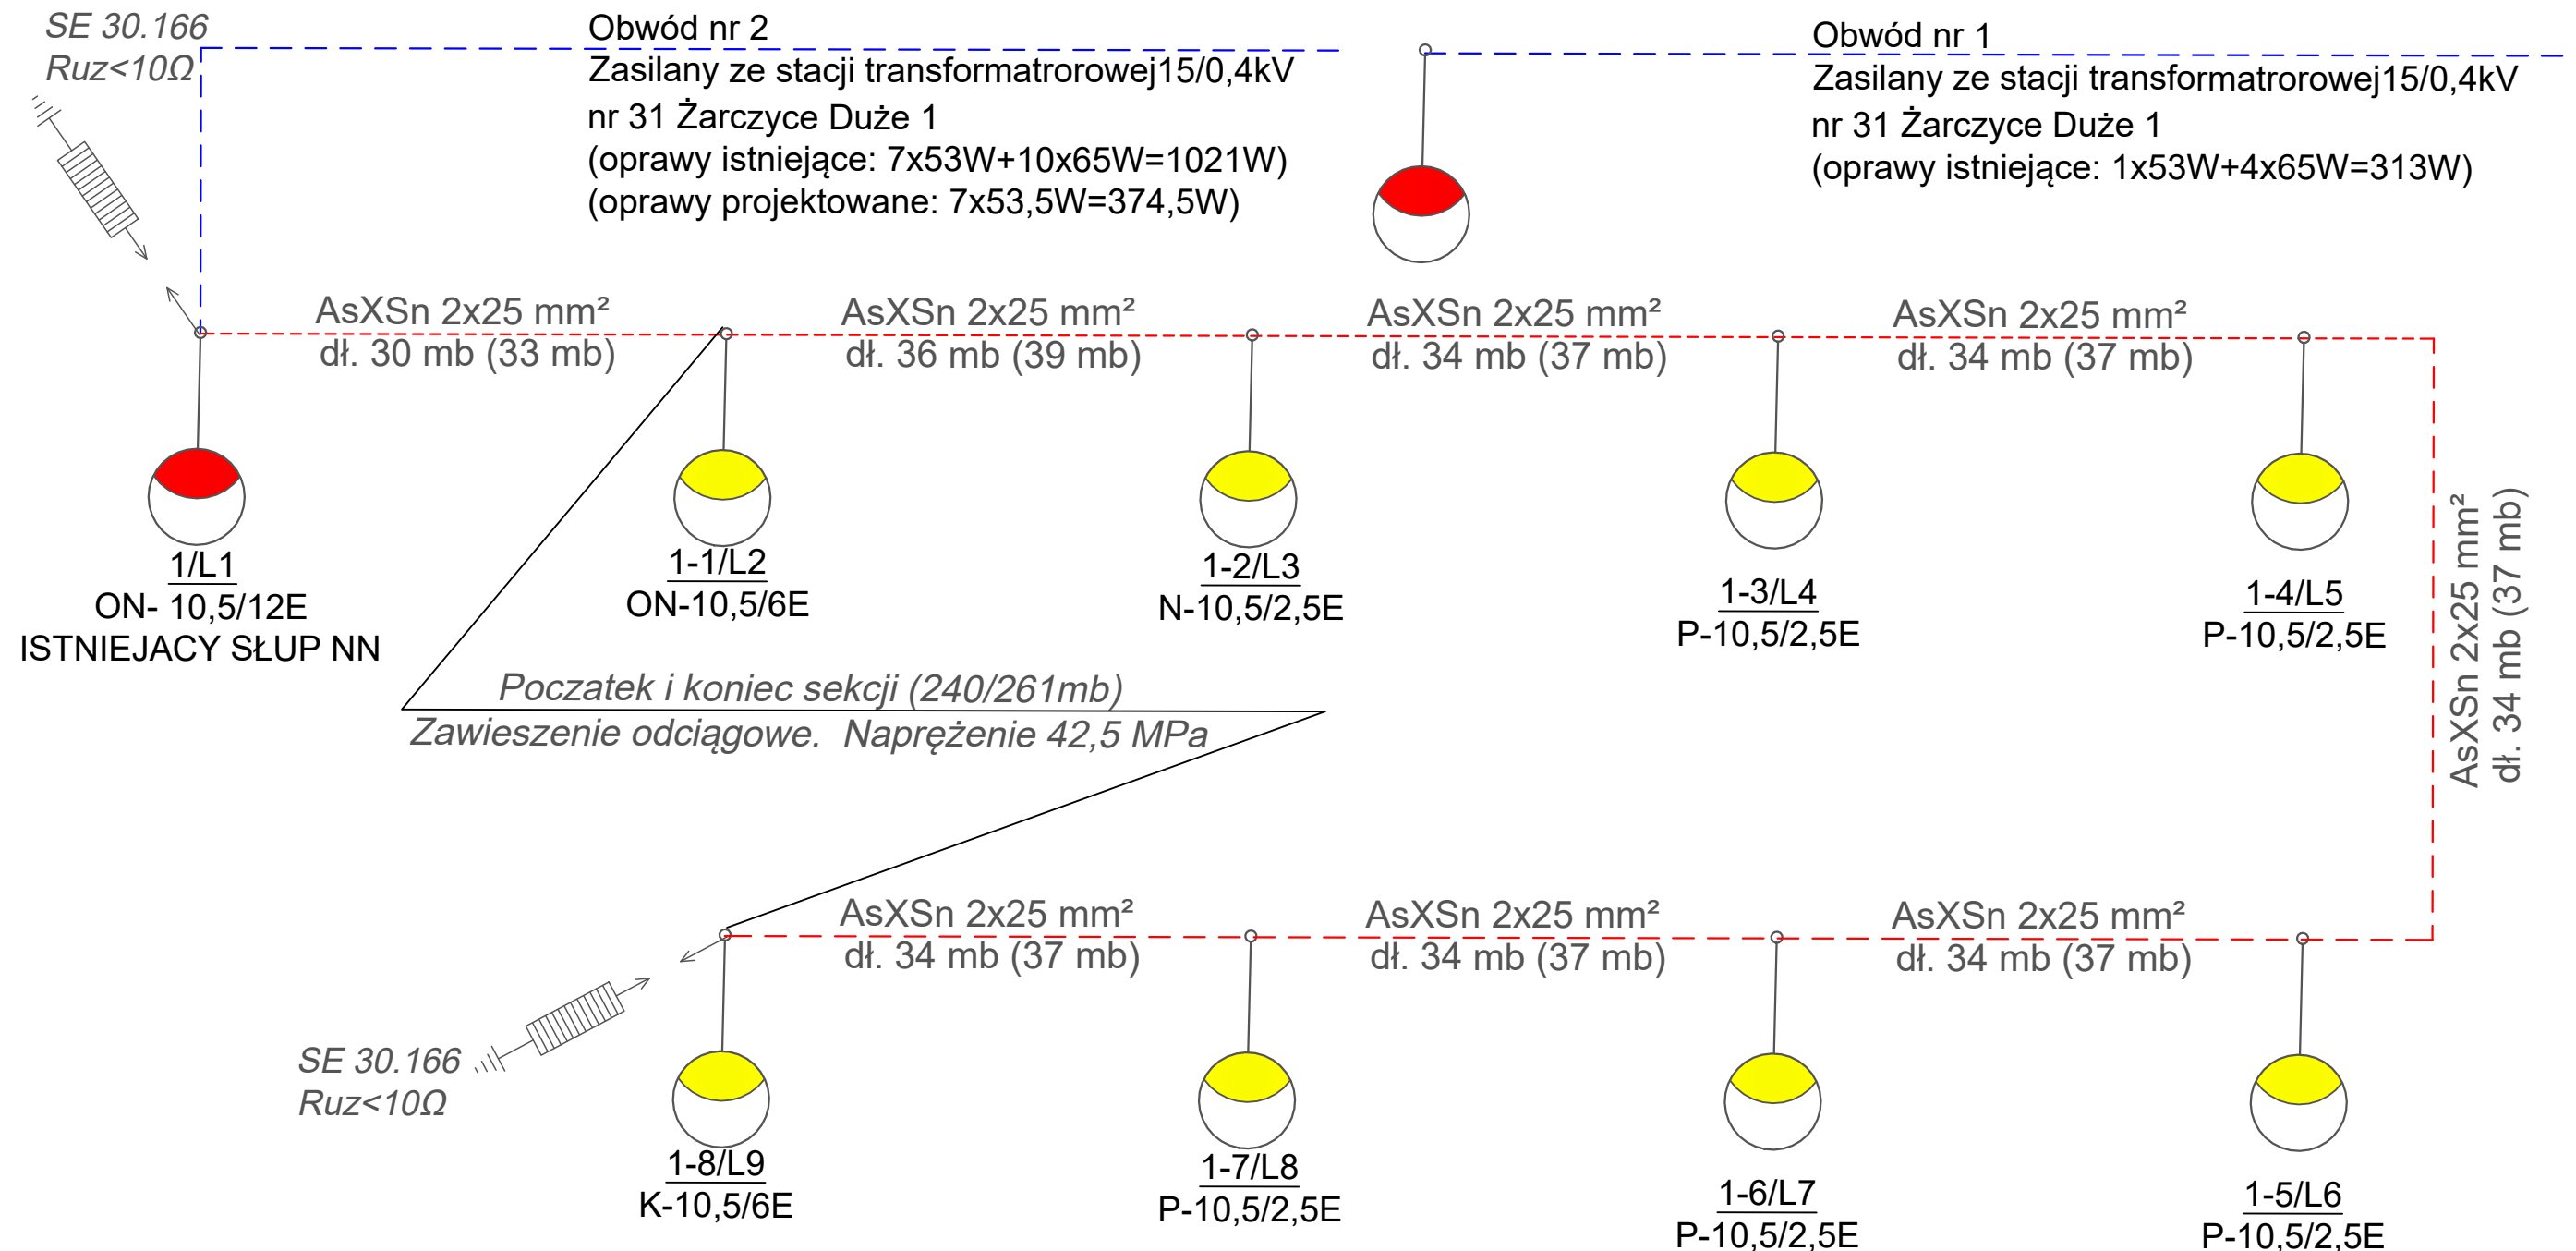 SE 30.166
Ruz<10Ω
Obwód nr 2
Zasilany ze stacji transformatrorowej15/0,4kV
nr 31 Żarczyce Duże 1
(oprawy istniejące: 7x53W+10x65W=1021W)
(oprawy projektowane: 7x53,5W=374,5W)
Obwód nr 1
Zasilany ze stacji transformatrorowej15/0,4kV
nr 31 Żarczyce Duże 1
(oprawy istniejące: 1x53W+4x65W=313W)
AsXSn 2x25 mm²
dł. 30 mb (33 mb)
AsXSn 2x25 mm²
dł. 36 mb (39 mb)
AsXSn 2x25 mm²
dł. 34 mb (37 mb)
AsXSn 2x25 mm²
dł. 34 mb (37 mb)
1/L1
ON- 10,5/12E
ISTNIEJACY SŁUP NN
1-1/L2
ON-10,5/6E
1-2/L3
N-10,5/2,5E
1-3/L4
P-10,5/2,5E
1-4/L5
P-10,5/2,5E
AsXSn 2x25 mm²
dł. 34 mb (37 mb)
Poczatek i koniec sekcji (240/261mb)
Zawieszenie odciągowe. Naprężenie 42,5 MPa
AsXSn 2x25 mm²
dł. 34 mb (37 mb)
AsXSn 2x25 mm²
dł. 34 mb (37 mb)
AsXSn 2x25 mm²
dł. 34 mb (37 mb)
SE 30.166
Ruz<10Ω
1-8/L9
K-10,5/6E
1-7/L8
P-10,5/2,5E
1-6/L7
P-10,5/2,5E
1-5/L6
P-10,5/2,5E